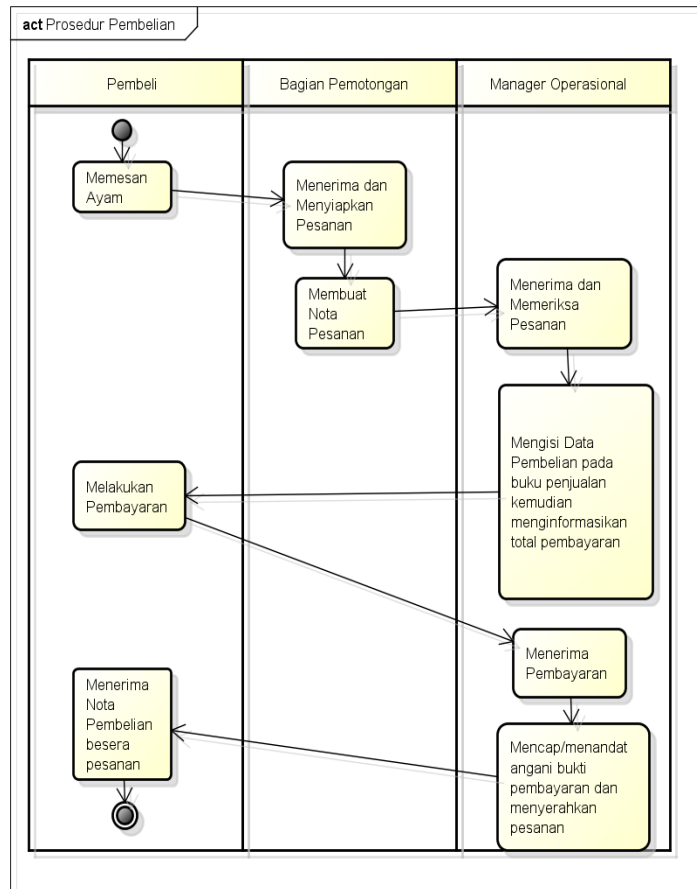 act Prosedur Pembelian
Pembeli
Bagian Pemotongan
Manager Operasional
Memesan
Ayam
Menerima dan
Menyiapkan
Pesanan
Membuat
Nota
Pesanan
Menerima dan
Memeriksa
Pesanan
Mengisi Data
Pembelian pada
buku penjualan
kemudian
menginformasikan
total pembayaran
Melakukan
Pembayaran
Menerima
Pembayaran
Mencap/menandat
angani bukti
pembayaran dan
menyerahkan
pesanan
Menerima
Nota
Pembelian
besera
pesanan